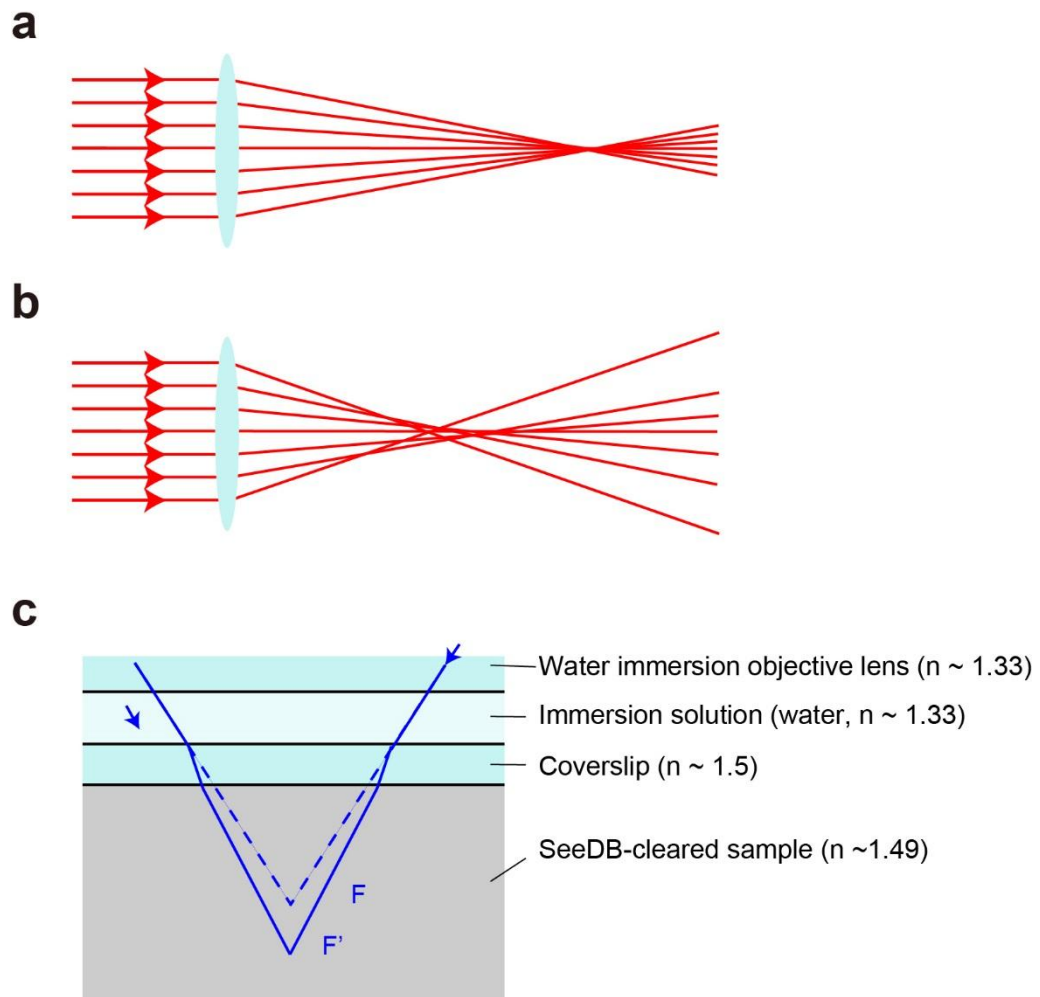 a
b
c
Water immersion objective lens (n ~ 1.33)
Immersion solution (water, n ~ 1.33)
Coverslip (n ~ 1.5)
SeeDB-cleared sample (n ~1.49)
F
F’